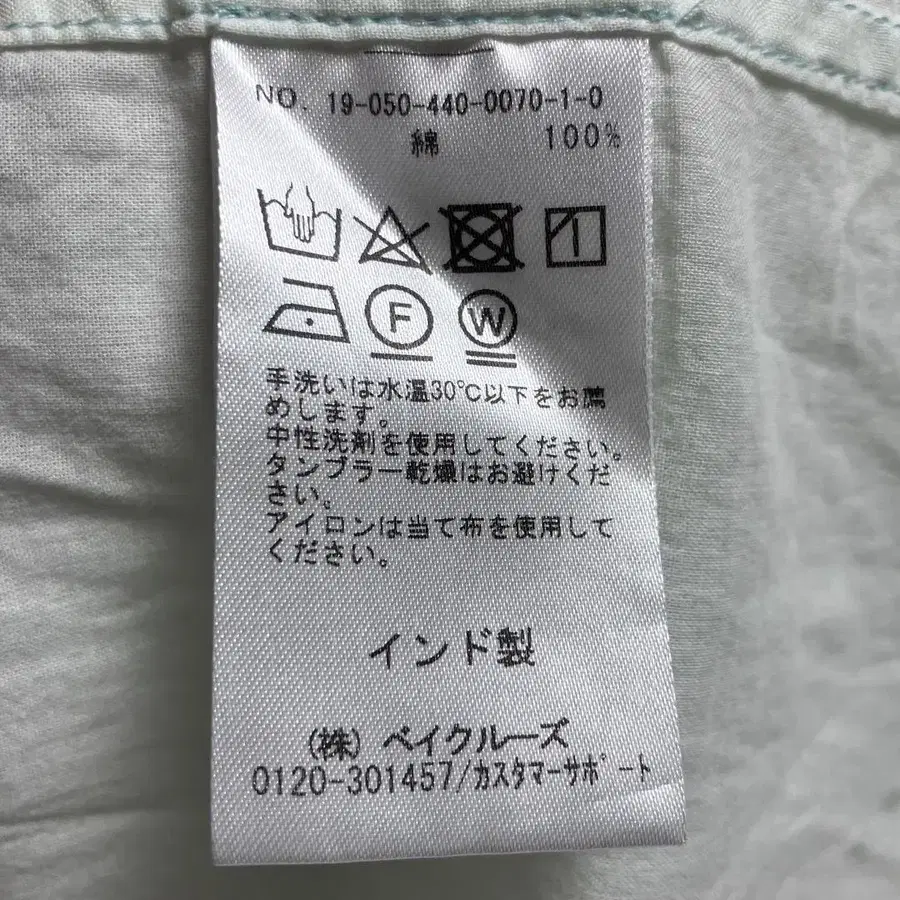 NO. 19-050-440-0070-1-0
綿 100%
F W
手洗いは水温30℃以下をお薦
めします。
中性洗剤を使用してください。
タンブラー乾燥はお避けくだ
さい。
アイロンは当て布を使用して
ください。
インド製
(株) ベイクルーズ
0120-301457/カスタマーサポート